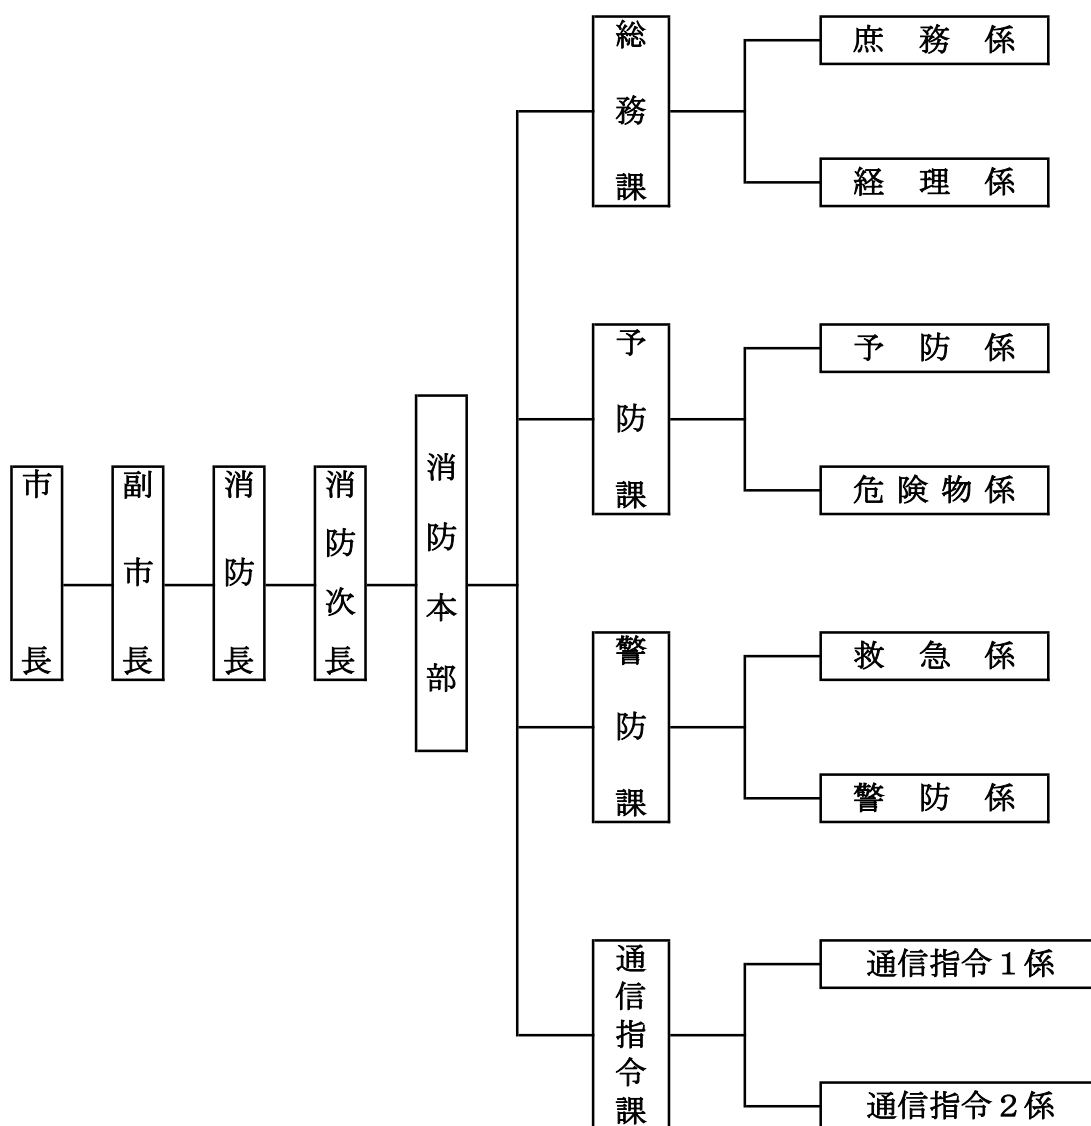 市長
副市長
消防長
消防次長
消防本部
総務課
庶務係
経理係
予防課
予防係
危険物係
警防課
救急係
警防係
通信指令課
通信指令１係
通信指令２係